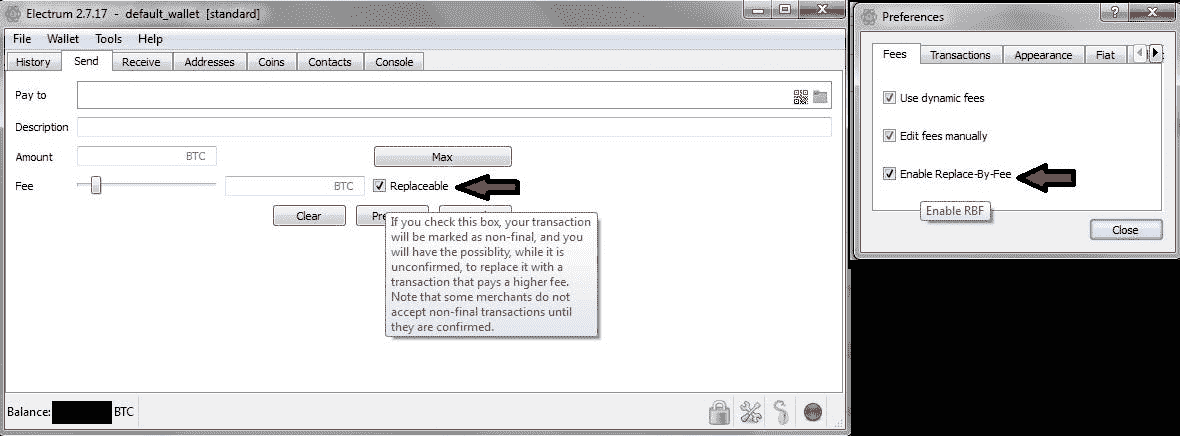 Electrum 2.7.17 - default_wallet [standard]
File Wallet Tools Help
History Send Receive Addresses Coins Contacts Console
Pay to
Description
Amount BTC Max
Fee BTC Replaceable
Clear
If you check this box, your transaction
will be marked as non-final, and you
will have the possiblity, while it is
unconfirmed, to replace it with a
transaction that pays a higher fee.
Note that some merchants do not
accept non-final transactions until
they are confirmed.
Balance: BTC
Preferences
Fees Transactions Appearance Fiat
Use dynamic fees
Edit fees manually
Enable Replace-By-Fee
Enable RBF
Close